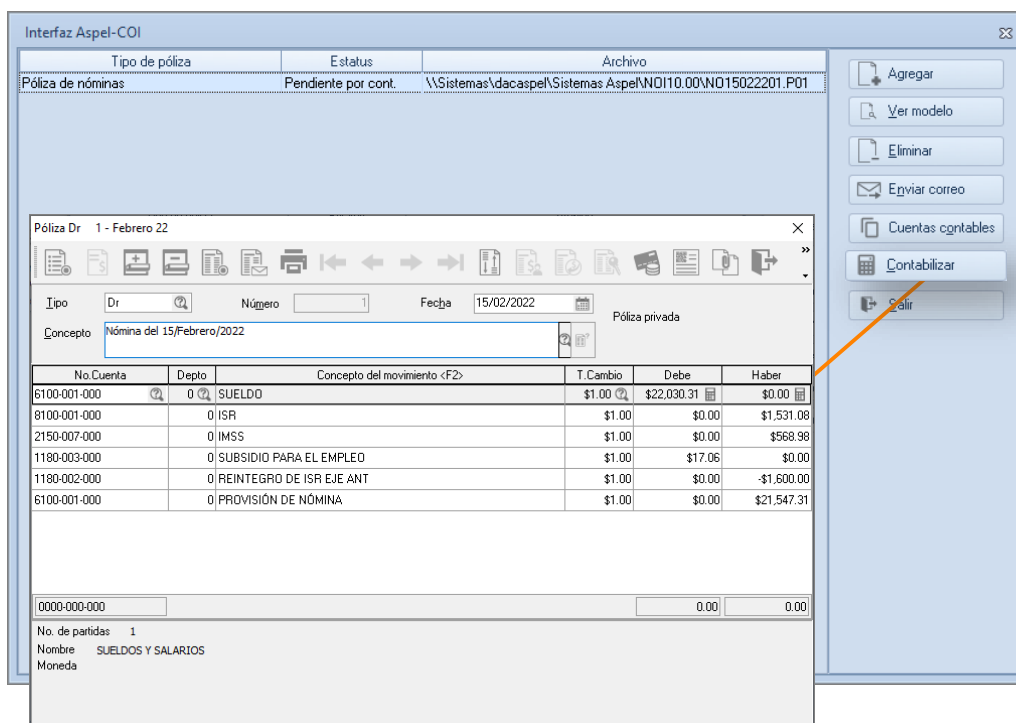 Interfaz Aspel-COI
Tipo de póliza Estatus Archivo
Póliza de nóminas Pendiente por cont. \\Sistemas\dacaspel\Sistemas Aspel\NOI10.00\NO15022201.P01
Agregar
Ver modelo
Eliminar
Enviar correo
Cuentas contables
Contabilizar
Salir
Póliza Dr 1 - Febrero 22
Tipo Dr Número 1 Fecha 15/02/2022 Póliza privada
Concepto Nómina del 15/Febrero/2022
No.Cuenta Depto Concepto del movimiento <F2> T.Cambio Debe Haber
6100-001-000 0 SUELDO $1.00 $22,030.31 $0.00
8100-001-000 0 ISR $1.00 $0.00 $1,531.08
2150-007-000 0 IMSS $1.00 $0.00 $568.98
1180-003-000 0 SUBSIDIO PARA EL EMPLEO $1.00 $17.06 $0.00
1180-002-000 0 REINTEGRO DE ISR EJE ANT $1.00 $0.00 -$1,600.00
6100-001-000 0 PROVISIÓN DE NÓMINA $1.00 $0.00 $21,547.31
0000-000-000 0.00 0.00
No. de partidas 1
Nombre SUELDOS Y SALARIOS
Moneda